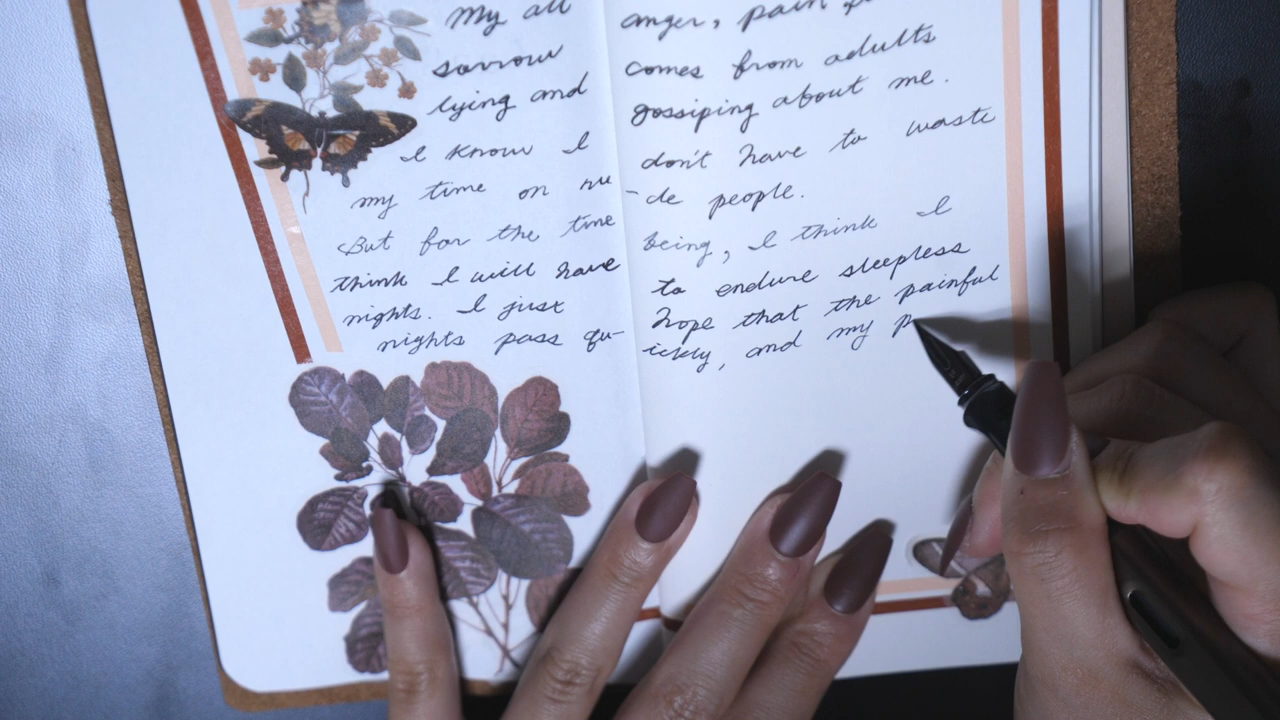 My all anger, pain
sorrow comes from adults
lying and gossiping about me.
I know I don't have to waste
my time on ru-de people.
But for the time being, I think I
think I will have to endure sleepless
nights. I just hope that the painful
nights pass qu-ickly, and my p